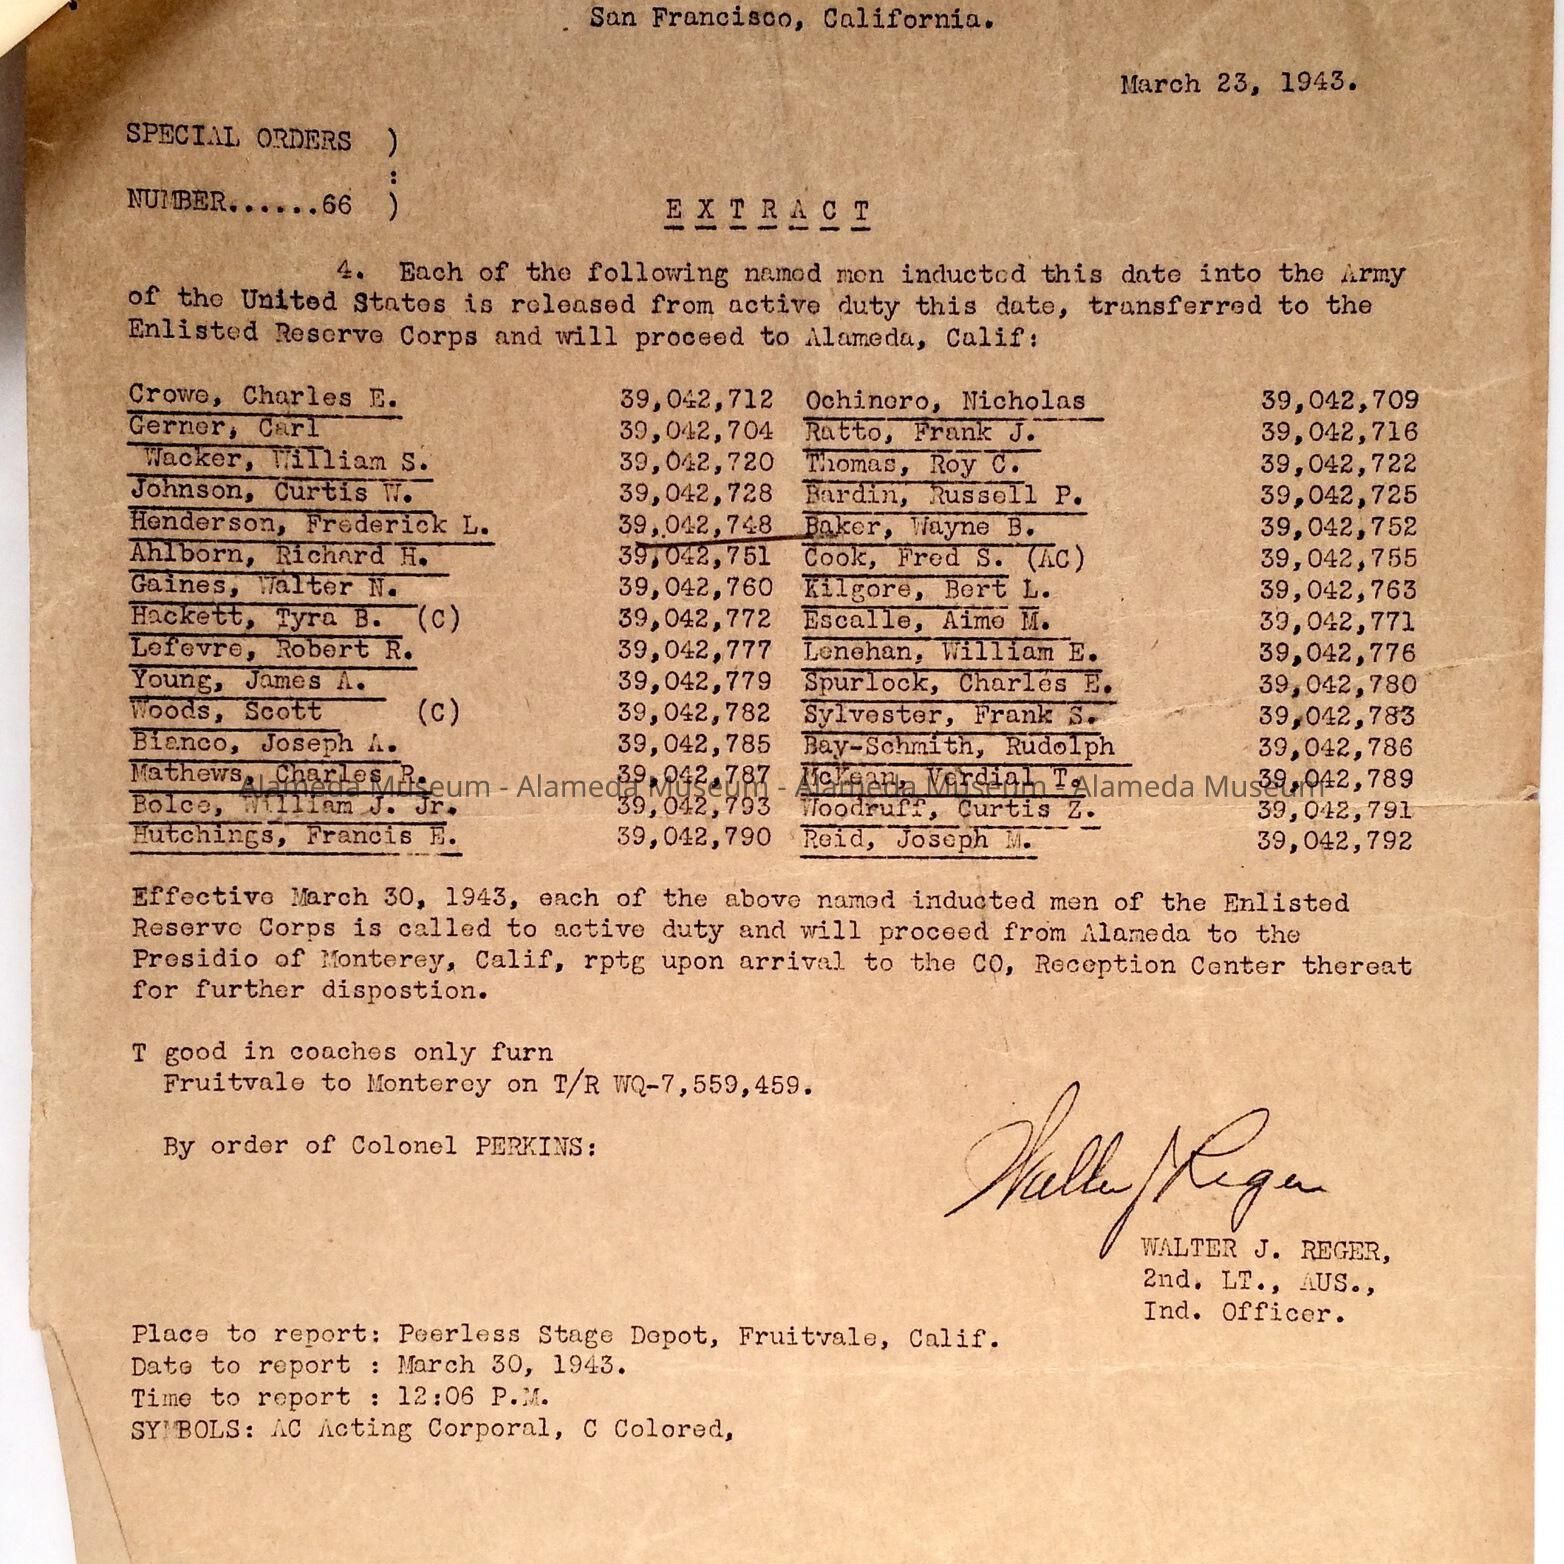 San Francisco, California.
March 23, 1943.
SPECIAL ORDERS )
:
NUMBER......66 )
E X T R A C T
4. Each of the following named men inducted this date into the Army
of the United States is released from active duty this date, transferred to the
Enlisted Reserve Corps and will proceed to Alameda, Calif:
Crowe, Charles E. 39,042,712 Ochinero, Nicholas 39,042,709
Gerner, Carl 39,042,704 Ratto, Frank J. 39,042,716
Wacker, William S. 39,042,720 Thomas, Roy C. 39,042,722
Johnson, Curtis W. 39,042,728 Bardin, Russell P. 39,042,725
Henderson, Frederick L. 39,042,748 Baker, Wayne B. 39,042,752
Ahlborn, Richard H. 39,042,751 Cook, Fred S. (AC) 39,042,755
Gaines, Walter N. 39,042,760 Kilgore, Bert L. 39,042,763
Hackett, Tyra B. (C) 39,042,772 Escalle, Aime M. 39,042,771
Lefevre, Robert R. 39,042,777 Lenehan, William E. 39,042,776
Young, James A. 39,042,779 Spurlock, Charles E. 39,042,780
Woods, Scott (C) 39,042,782 Sylvester, Frank S. 39,042,783
Bianco, Joseph A. 39,042,785 Bay-Schmith, Rudolph 39,042,786
Mathews, Charles R. 39,042,787 McKean, Verdial T. 39,042,789
Alameda Museum - Alameda Museum - Alameda Museum - Alameda Museum
Bolce, William J. Jr. 39,042,793 Woodruff, Curtis Z. 39,042,791
Hutchings, Francis E. 39,042,790 Reid, Joseph M. 39,042,792
Effective March 30, 1943, each of the above named inducted men of the Enlisted
Reserve Corps is called to active duty and will proceed from Alameda to the
Presidio of Monterey, Calif, rptg upon arrival to the CO, Reception Center thereat
for further dispostion.
T good in coaches only furn
Fruitvale to Monterey on T/R WQ-7,559,459.
By order of Colonel PERKINS:
Walter J Reger
WALTER J. REGER,
2nd. LT., AUS.,
Ind. Officer.
Place to report: Peerless Stage Depot, Fruitvale, Calif.
Date to report : March 30, 1943.
Time to report : 12:06 P.M.
SYMBOLS: AC Acting Corporal, C Colored,